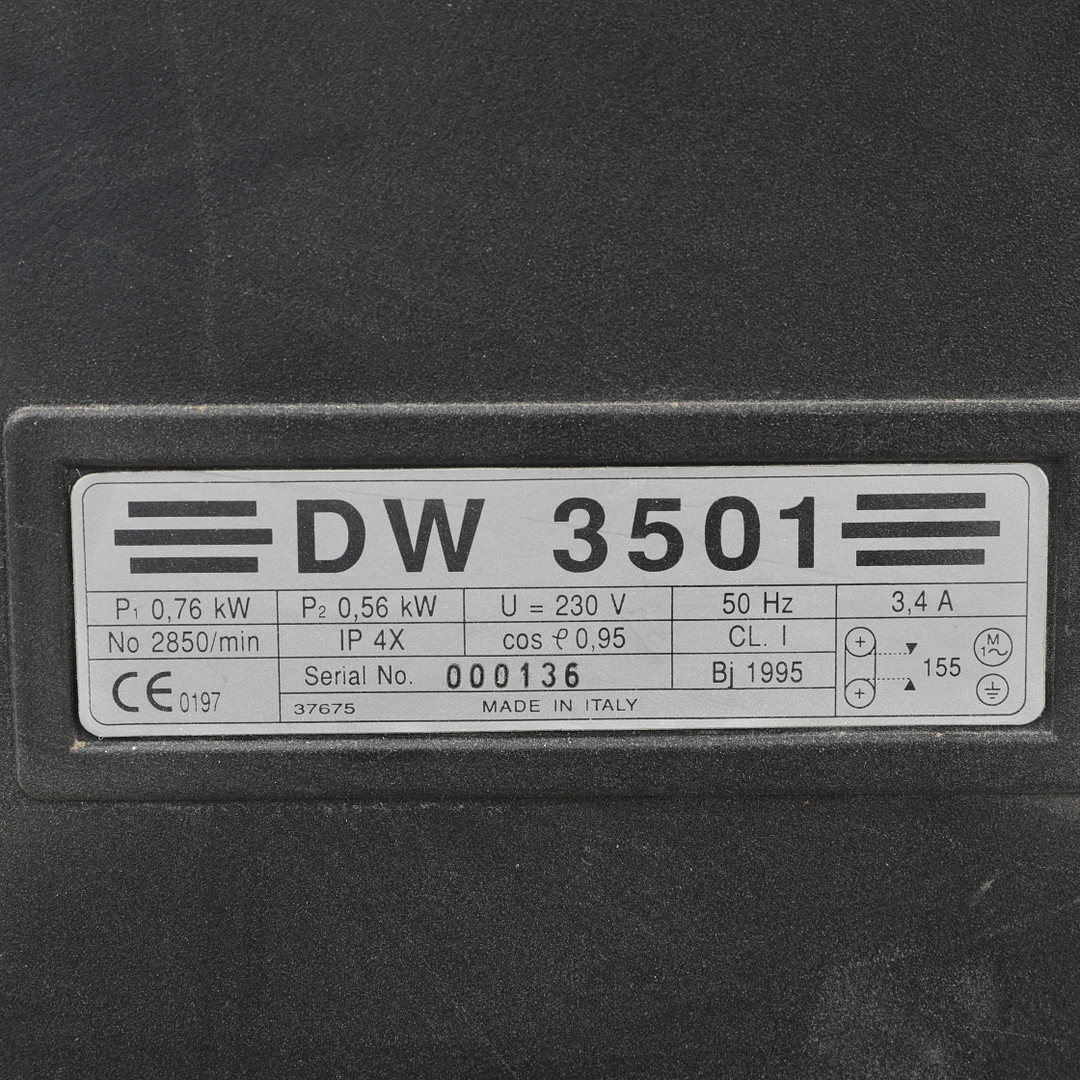 DW 3501
P1 0,76 kW P2 0,56 kW U = 230 V 50 Hz 3,4 A
No 2850/min IP 4X cos φ 0,95 CL. I
CE 0197 Serial No. 000136 Bj 1995 155 M 1~
37675 MADE IN ITALY